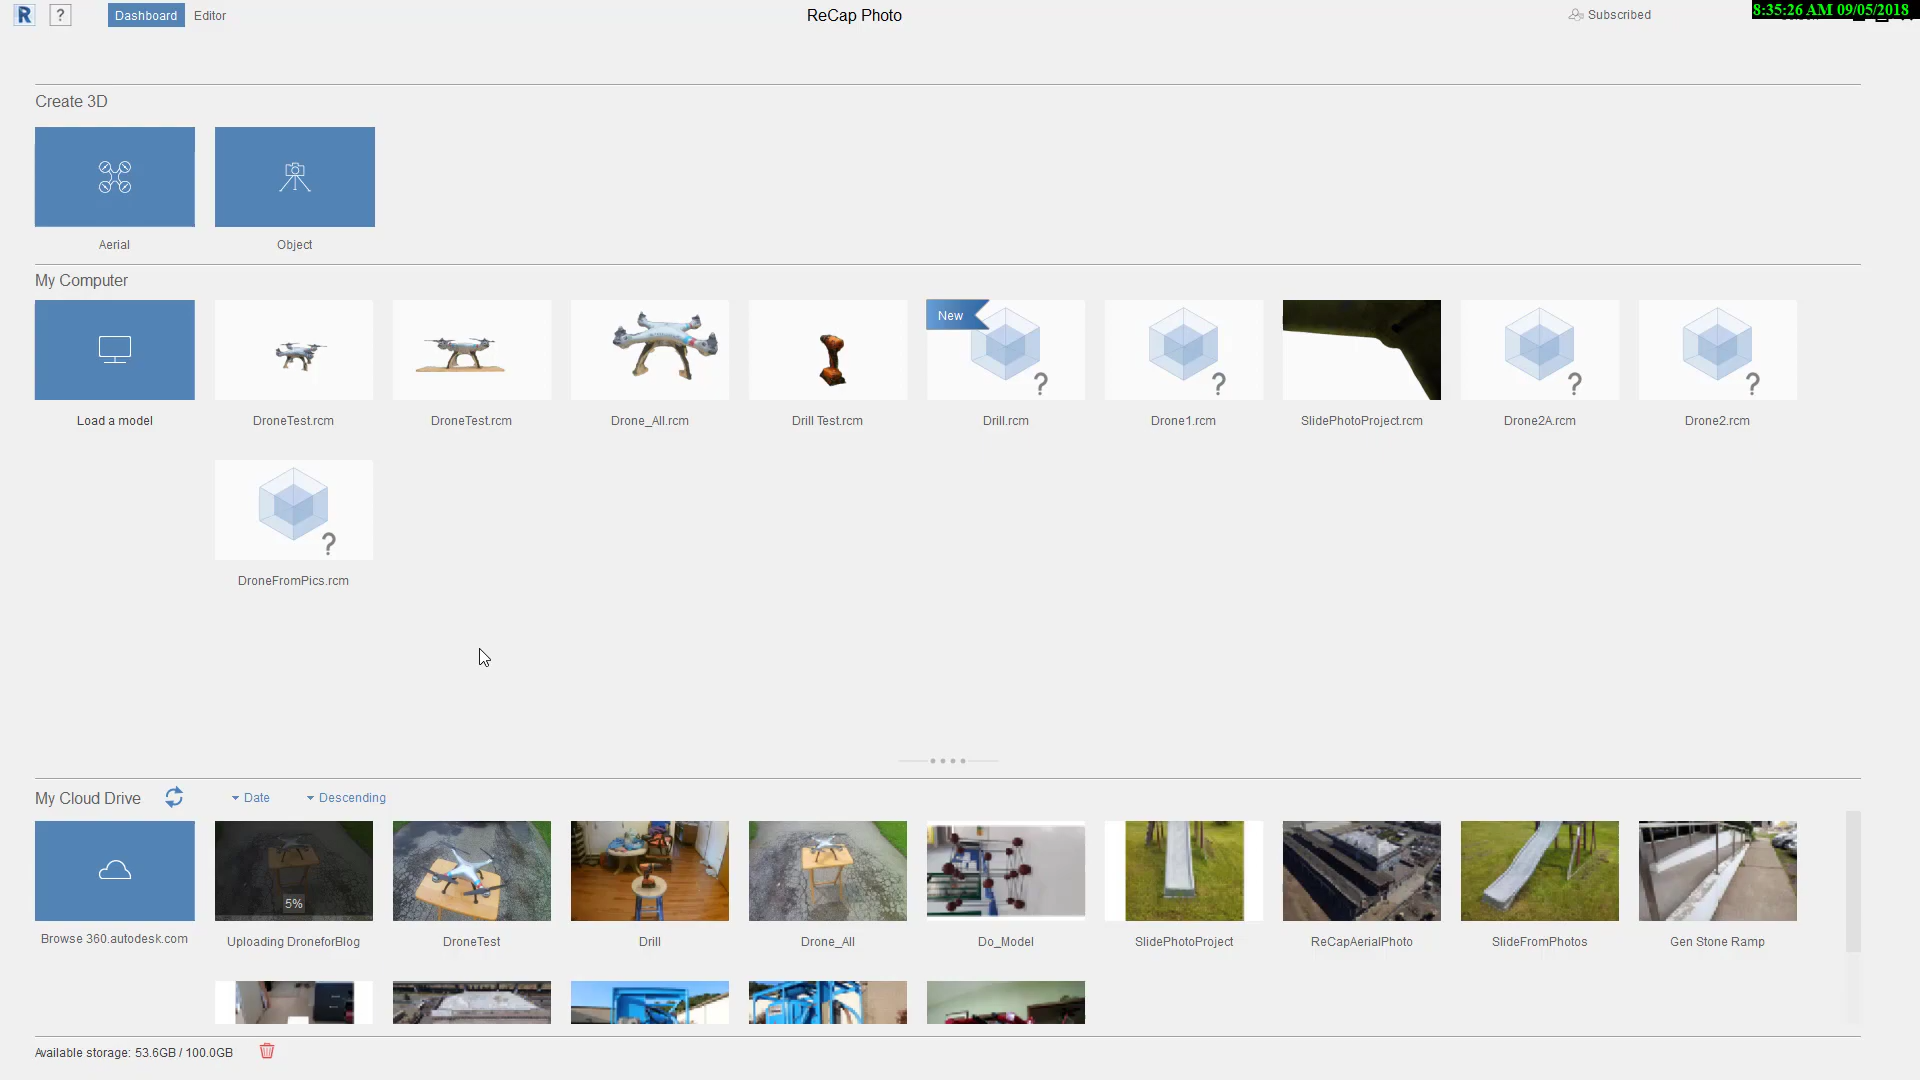 R ? Dashboard Editor ReCap Photo Subscribed 8:35:26 AM 09/05/2018
Create 3D
Aerial Object
My Computer
New
? ? ? ?
Load a model DroneTest.rcm DroneTest.rcm Drone_All.rcm Drill Test.rcm Drill.rcm Drone1.rcm SlidePhotoProject.rcm Drone2A.rcm Drone2.rcm
?
DroneFromPics.rcm
My Cloud Drive Date Descending
5%
Browse 360.autodesk.com Uploading DroneforBlog DroneTest Drill Drone_All Do_Model SlidePhotoProject ReCapAerialPhoto SlideFromPhotos Gen Stone Ramp
Available storage: 53.6GB / 100.0GB